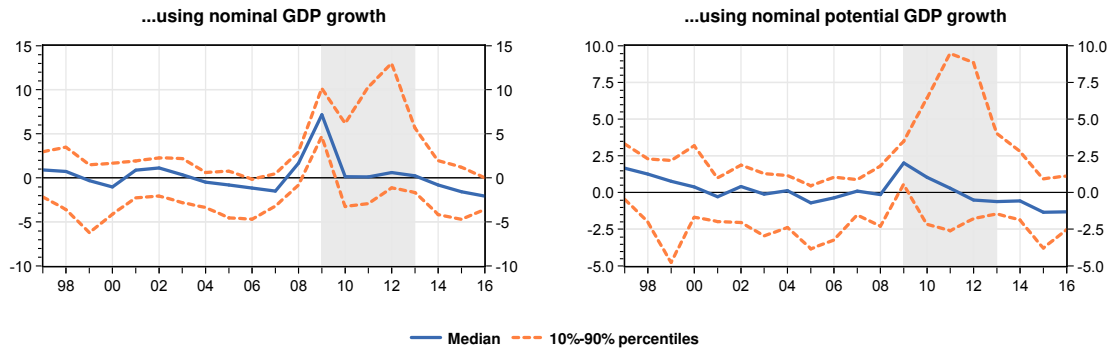 ...using nominal GDP growth
...using nominal potential GDP growth
15 15
10 10
5 5
0 0
-5 -5
-10 -10
98 00 02 04 06 08 10 12 14 16
10.0 10.0
7.5 7.5
5.0 5.0
2.5 2.5
0.0 0.0
-2.5 -2.5
-5.0 -5.0
98 00 02 04 06 08 10 12 14 16
Median 10%-90% percentiles